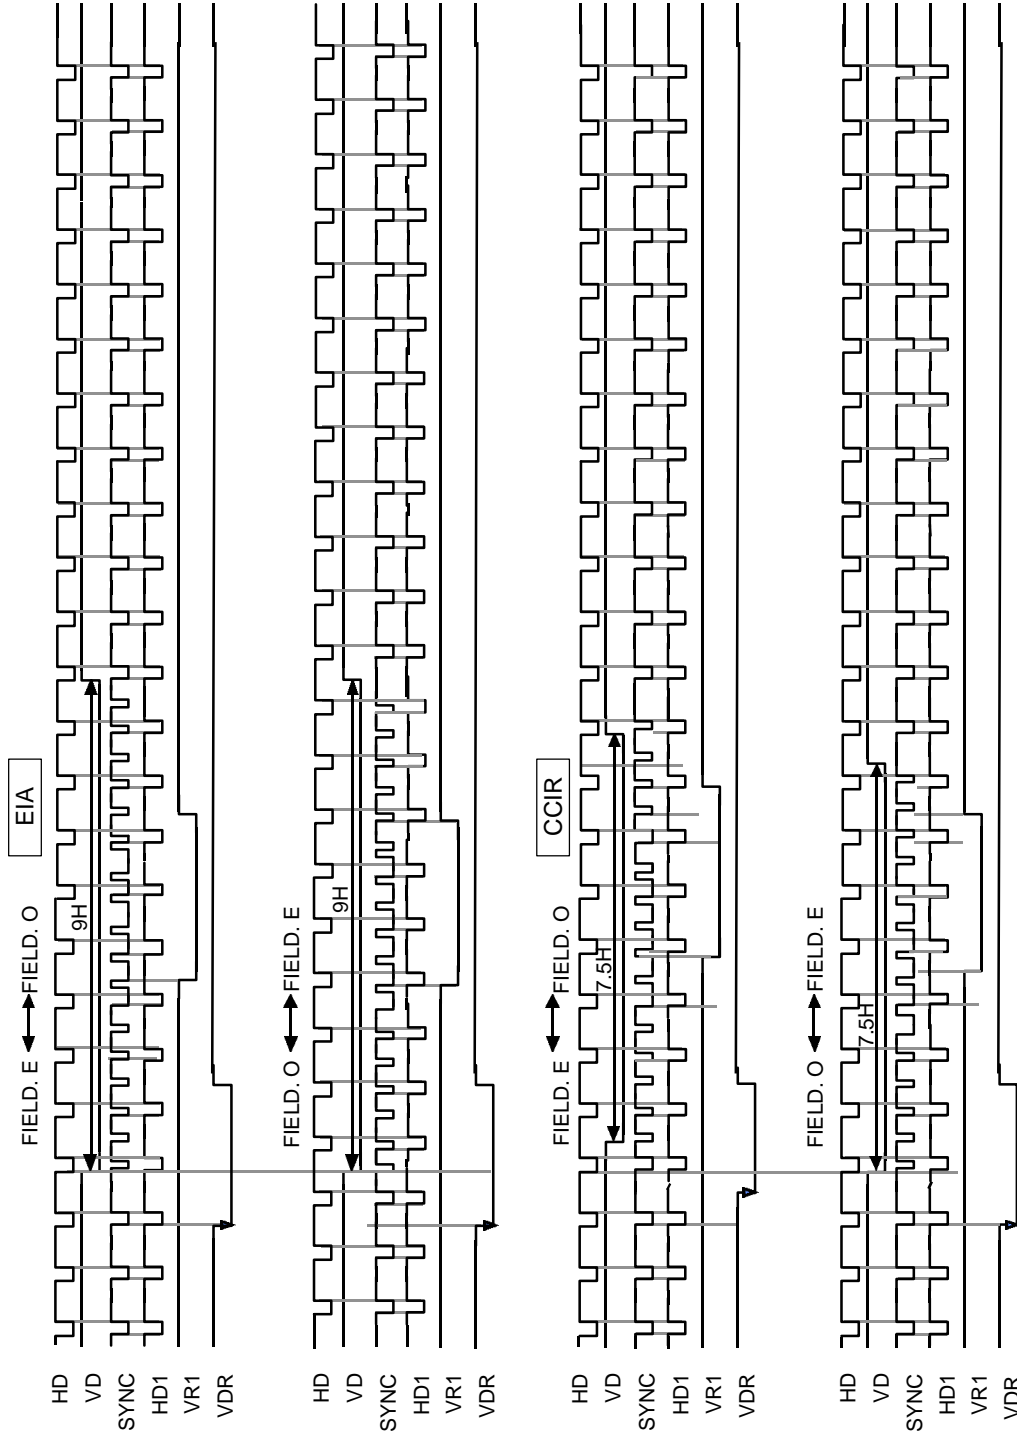 EIA
FIELD. E FIELD. O
9H
HD
VD
SYNC
HD1
VR1
VDR
FIELD. O FIELD. E
9H
HD
VD
SYNC
HD1
VR1
VDR
CCIR
FIELD. E FIELD. O
7.5H
HD
VD
SYNC
HD1
VR1
VDR
FIELD. O FIELD. E
7.5H
HD
VD
SYNC
HD1
VR1
VDR